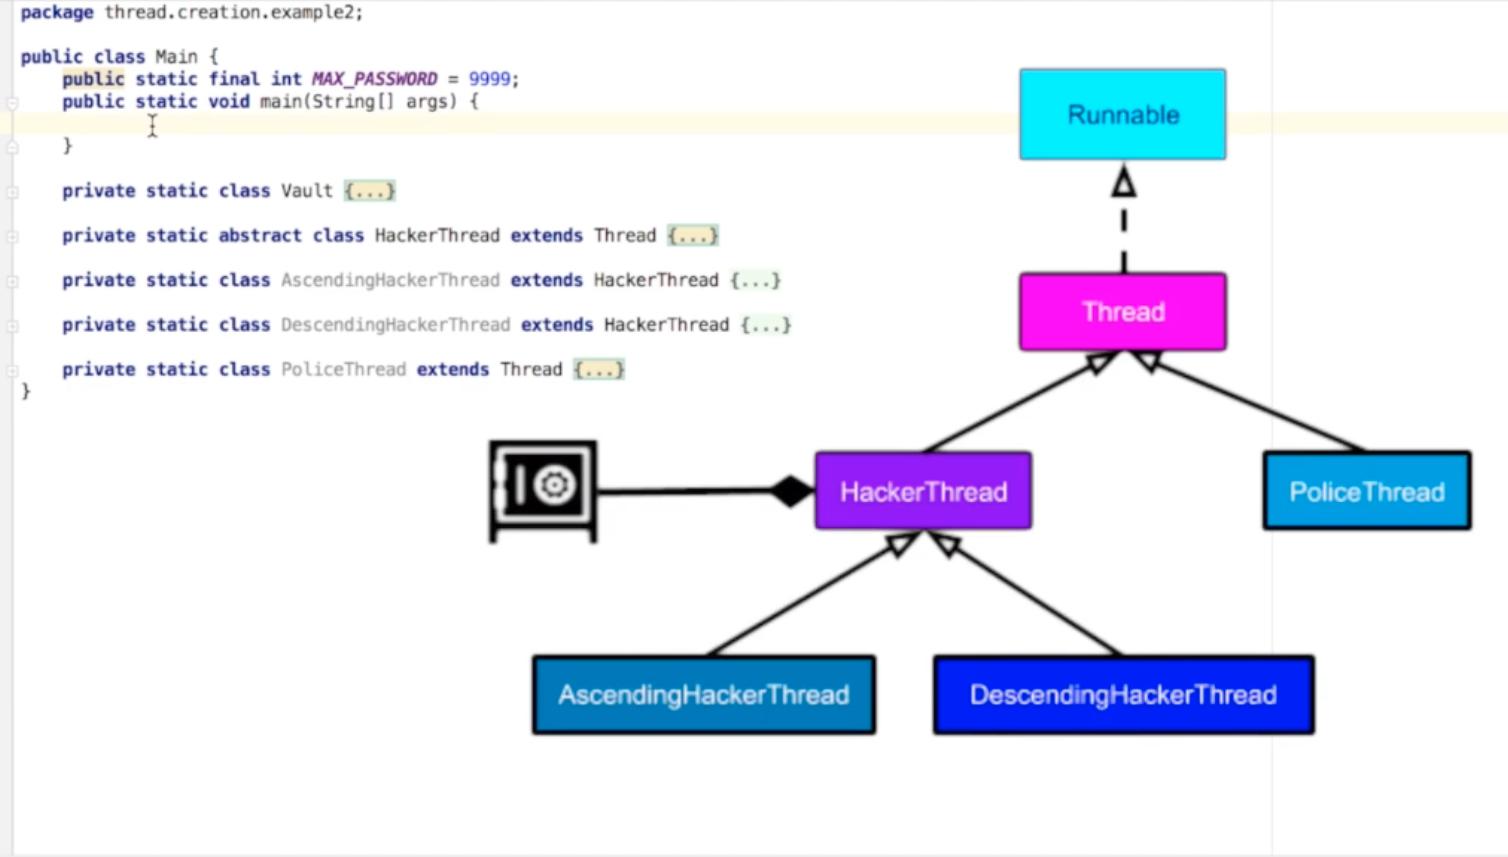 package thread.creation.example2;
public class Main {
public static final int MAX_PASSWORD = 9999;
public static void main(String[] args) {
}
private static class Vault {...}
private static abstract class HackerThread extends Thread {...}
private static class AscendingHackerThread extends HackerThread {...}
private static class DescendingHackerThread extends HackerThread {...}
private static class PoliceThread extends Thread {...}
}
Runnable
Thread
HackerThread
PoliceThread
AscendingHackerThread
DescendingHackerThread